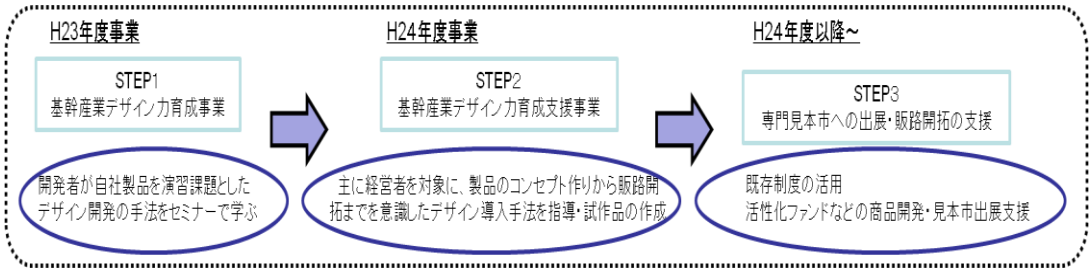 H23年度事業
STEP1
基幹産業デザイン力育成事業
開発者が自社製品を演習課題とした
デザイン開発の手法をセミナーで学ぶ
H24年度事業
STEP2
基幹産業デザイン力育成支援事業
主に経営者を対象に、製品のコンセプト作りから販路開
拓までを意識したデザイン導入手法を指導・試作品の作成
H24年度以降～
STEP3
専門見本市への出展・販路開拓の支援
既存制度の活用
活性化ファンドなどの商品開発・見本市出展支援